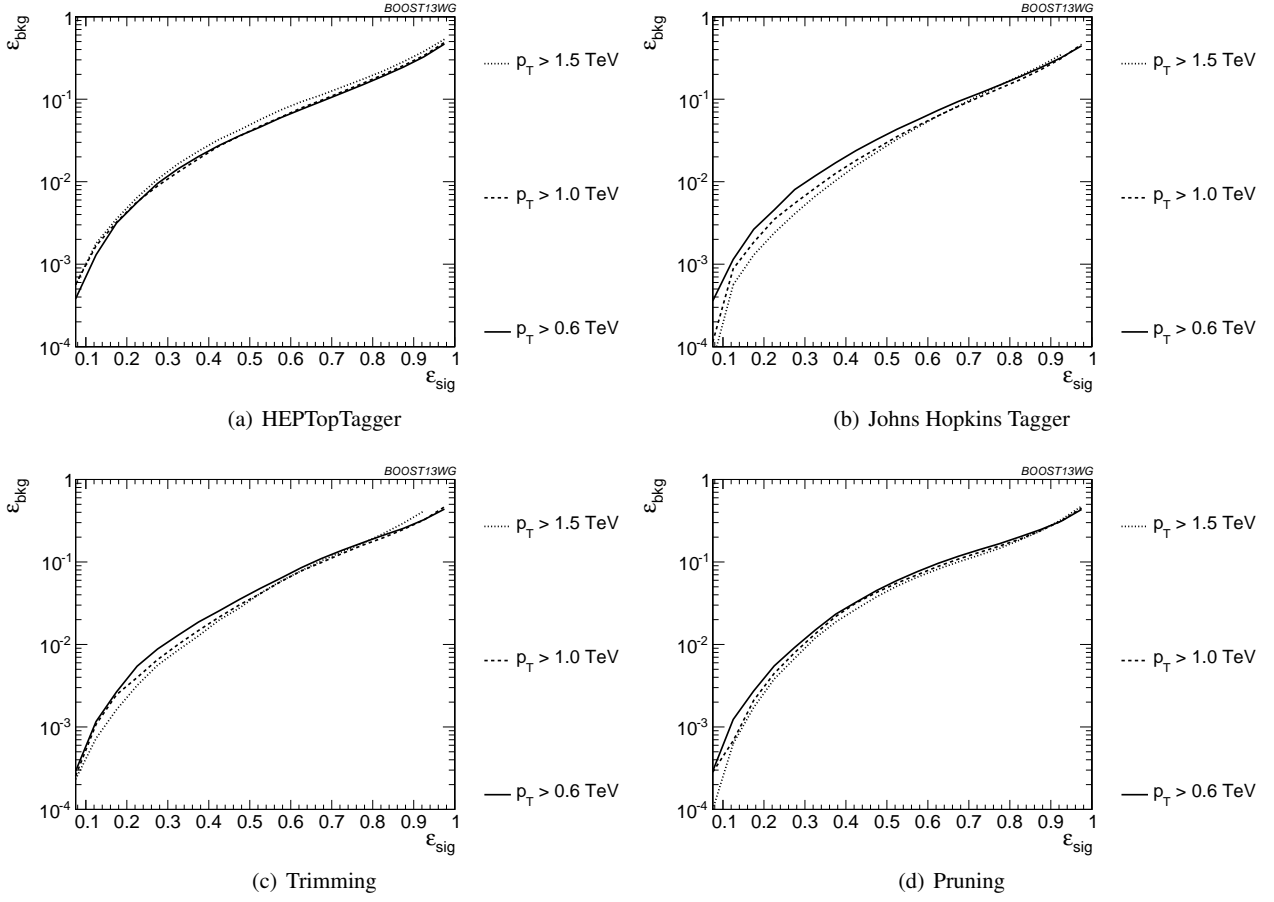 BOOST13WG
ε_bkg
1
10^-1
10^-2
10^-3
10^-4
0.1 0.2 0.3 0.4 0.5 0.6 0.7 0.8 0.9 1
ε_sig
p_T > 1.5 TeV
p_T > 1.0 TeV
p_T > 0.6 TeV
(a) HEPTopTagger
BOOST13WG
ε_bkg
1
10^-1
10^-2
10^-3
10^-4
0.1 0.2 0.3 0.4 0.5 0.6 0.7 0.8 0.9 1
ε_sig
p_T > 1.5 TeV
p_T > 1.0 TeV
p_T > 0.6 TeV
(b) Johns Hopkins Tagger
BOOST13WG
ε_bkg
1
10^-1
10^-2
10^-3
10^-4
0.1 0.2 0.3 0.4 0.5 0.6 0.7 0.8 0.9 1
ε_sig
p_T > 1.5 TeV
p_T > 1.0 TeV
p_T > 0.6 TeV
(c) Trimming
BOOST13WG
ε_bkg
1
10^-1
10^-2
10^-3
10^-4
0.1 0.2 0.3 0.4 0.5 0.6 0.7 0.8 0.9 1
ε_sig
p_T > 1.5 TeV
p_T > 1.0 TeV
p_T > 0.6 TeV
(d) Pruning